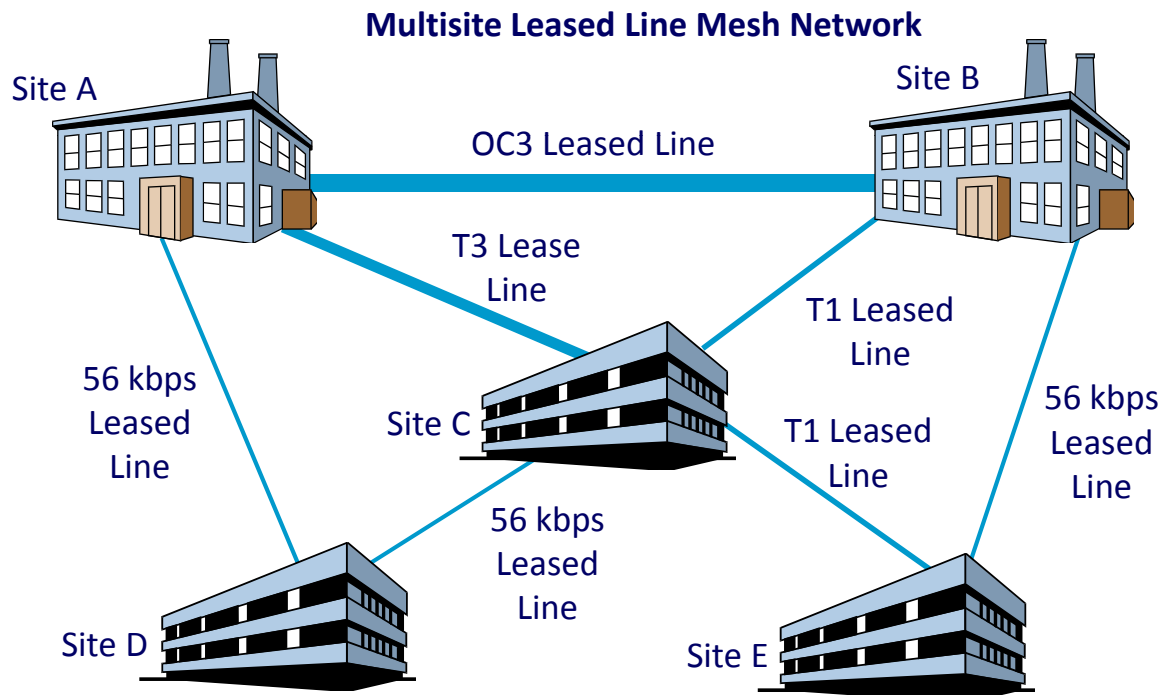 Multisite Leased Line Mesh Network
Site A
Site B
OC3 Leased Line
T3 Lease
Line
T1 Leased
Line
56 kbps
Leased
Line
Site C
T1 Leased
Line
56 kbps
Leased
Line
56 kbps
Leased
Line
Site D
Site E